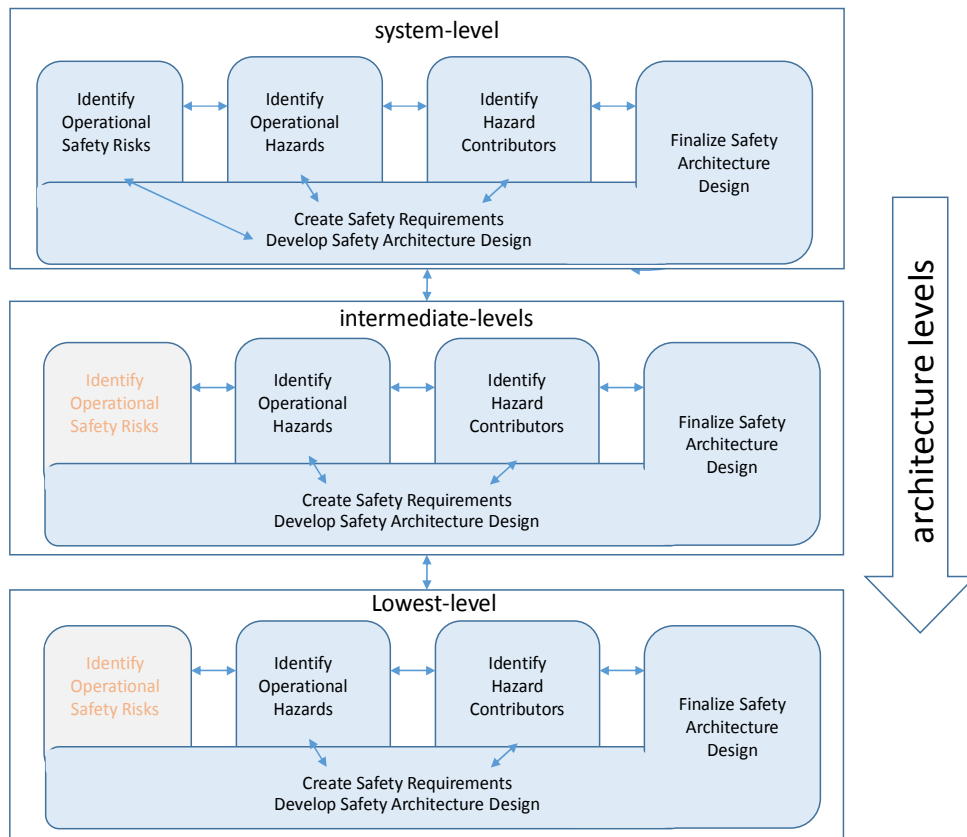 system-level
Identify
Operational
Safety Risks
Identify
Operational
Hazards
Identify
Hazard
Contributors
Finalize Safety
Architecture
Design
Create Safety Requirements
Develop Safety Architecture Design
intermediate-levels
Identify
Operational
Safety Risks
Identify
Operational
Hazards
Identify
Hazard
Contributors
Finalize Safety
Architecture
Design
Create Safety Requirements
Develop Safety Architecture Design
Lowest-level
Identify
Operational
Safety Risks
Identify
Operational
Hazards
Identify
Hazard
Contributors
Finalize Safety
Architecture
Design
Create Safety Requirements
Develop Safety Architecture Design
architecture levels